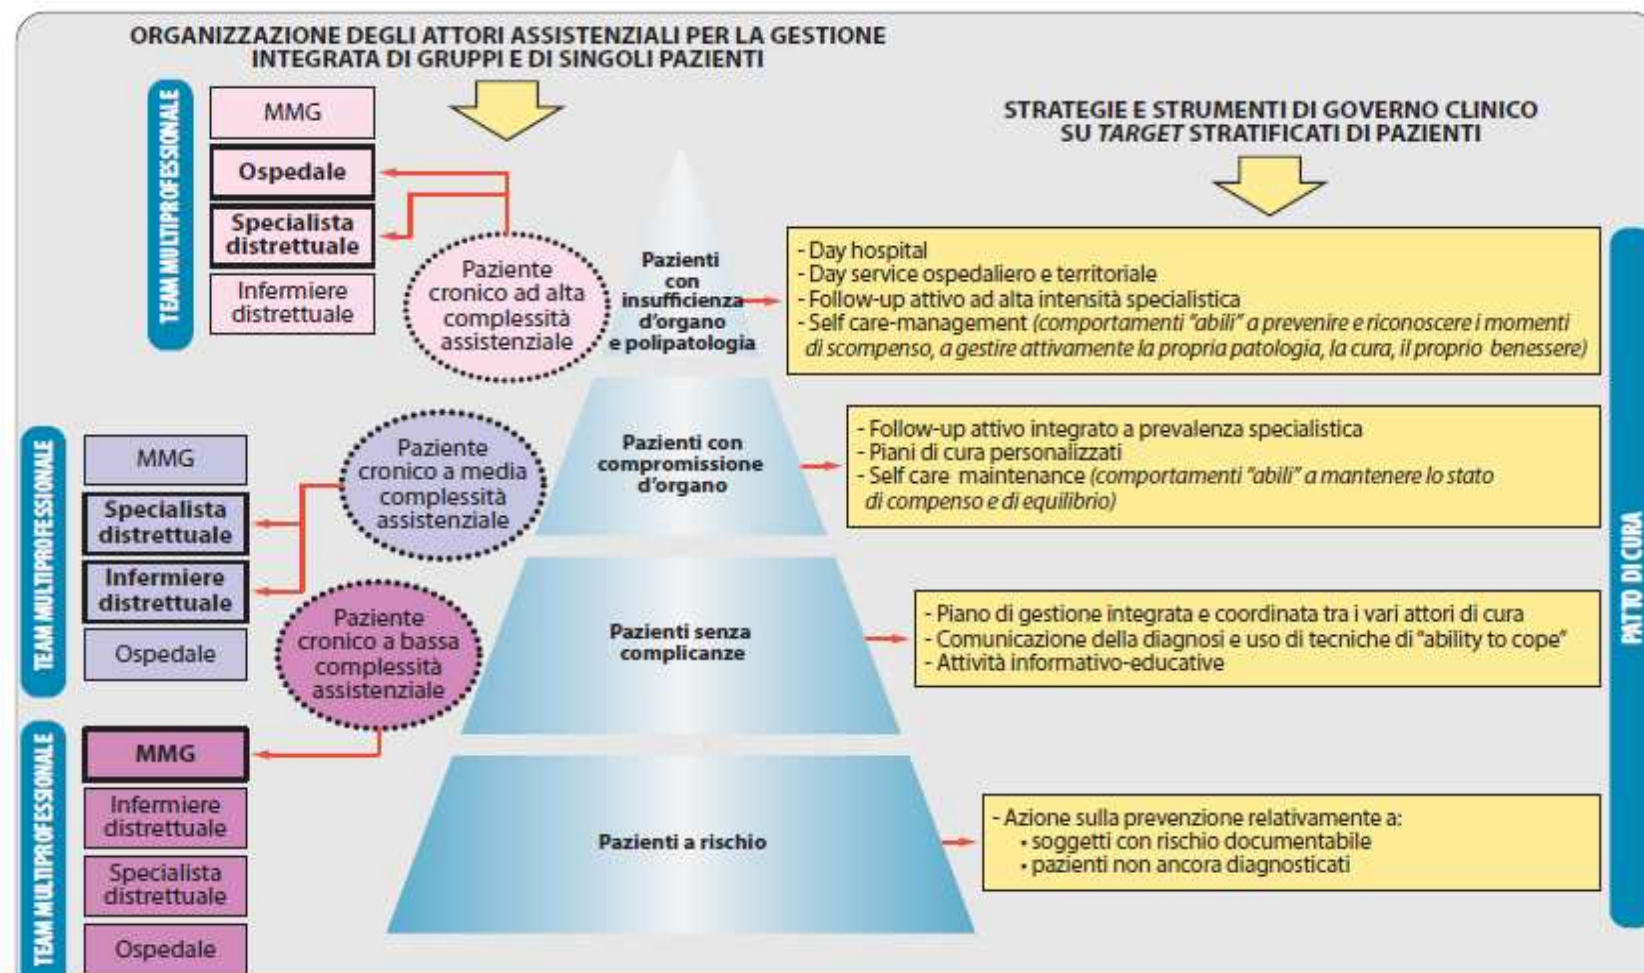 ORGANIZZAZIONE DEGLI ATTORI ASSISTENZIALI PER LA GESTIONE
INTEGRATA DI GRUPPI E DI SINGOLI PAZIENTI
TEAM MULTIPROFESSIONALE
MMG
Ospedale
Specialista
distrettuale
Infermiere
distrettuale
Paziente
cronico ad alta
complessità
assistenziale
TEAM MULTIPROFESSIONALE
MMG
Specialista
distrettuale
Infermiere
distrettuale
Ospedale
Paziente
cronico a media
complessità
assistenziale
TEAM MULTIPROFESSIONALE
MMG
Infermiere
distrettuale
Specialista
distrettuale
Ospedale
Paziente
cronico a bassa
complessità
assistenziale
Pazienti
con
insufficienza
d'organo
e polipatologia
Pazienti con
compromissione
d'organo
Pazienti senza
complicanze
Pazienti a rischio
STRATEGIE E STRUMENTI DI GOVERNO CLINICO
SU TARGET STRATIFICATI DI PAZIENTI
- Day hospital
- Day service ospedaliero e territoriale
- Follow-up attivo ad alta intensità specialistica
- Self care-management (comportamenti "abili" a prevenire e riconoscere i momenti
di scompenso, a gestire attivamente la propria patologia, la cura, il proprio benessere)
- Follow-up attivo integrato a prevalenza specialistica
- Piani di cura personalizzati
- Self care maintenance (comportamenti "abili" a mantenere lo stato
di compenso e di equilibrio)
- Piano di gestione integrata e coordinata tra i vari attori di cura
- Comunicazione della diagnosi e uso di tecniche di "ability to cope"
- Attività informativo-educative
- Azione sulla prevenzione relativamente a:
• soggetti con rischio documentabile
• pazienti non ancora diagnosticati
PATTO DI CURA